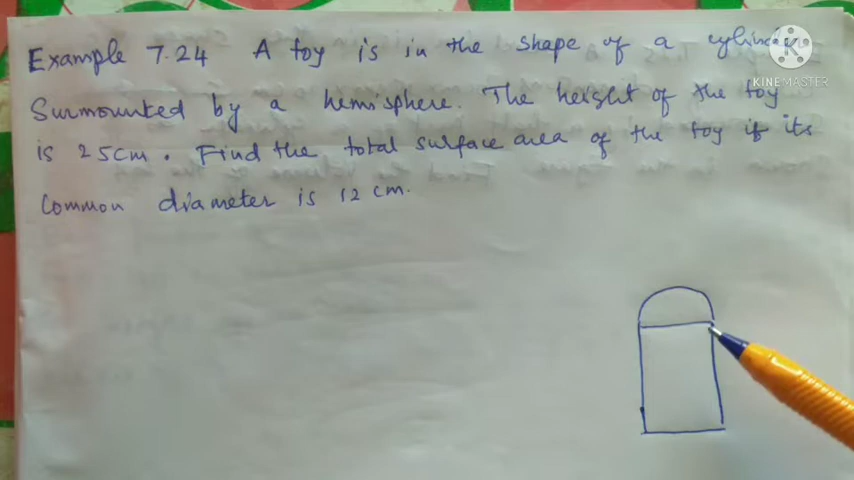 Example 7.24 A toy is in the shape of a cylinder
Surmounted by a hemisphere. The height of the toy
is 25cm. Find the total surface area of the toy if its
Common diameter is 12 cm.
KINEMASTER